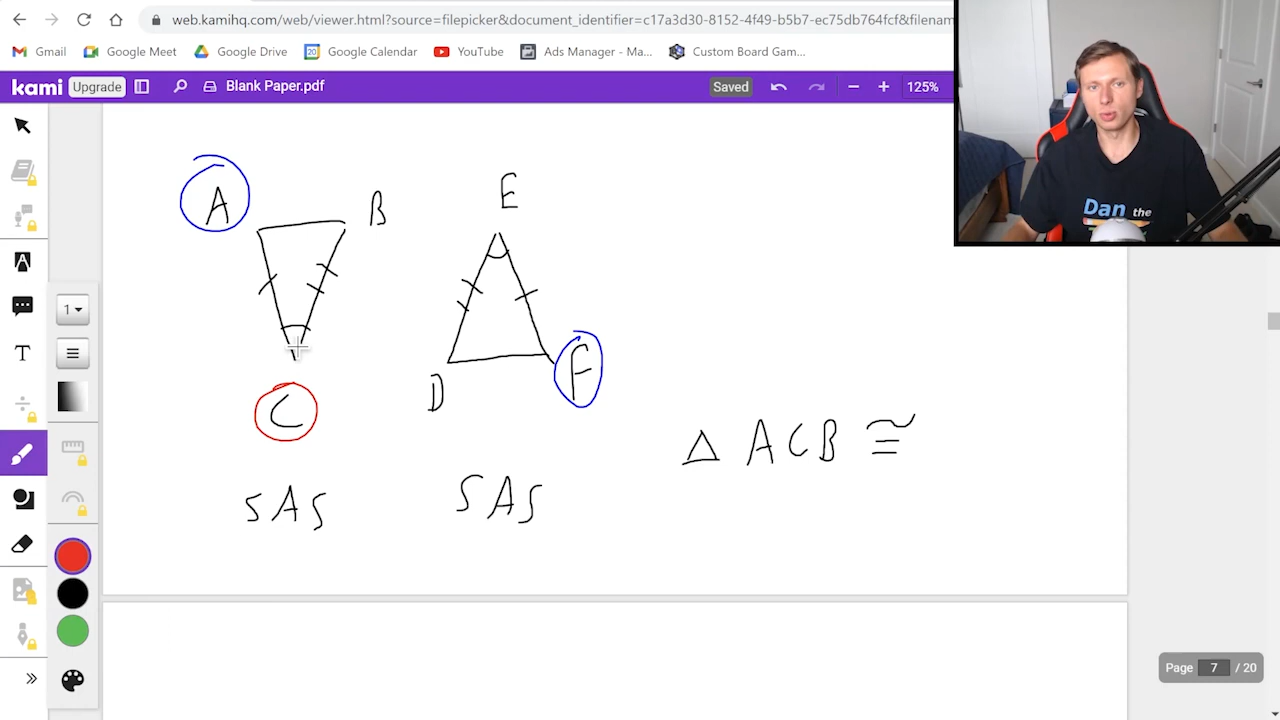 web.kamihq.com/web/viewer.html?source=filepicker&document_identifier=c17a3d30-8152-4f49-b5b7-ec75db764fcf&filenam
Gmail Google Meet Google Drive 20 Google Calendar YouTube Ads Manager - Ma... Custom Board Gam...
kami Upgrade Blank Paper.pdf Saved 125%
A B E
1
T
D F
C
△ ACB ≅
SAS SAS
Dan the
Page 7 / 20